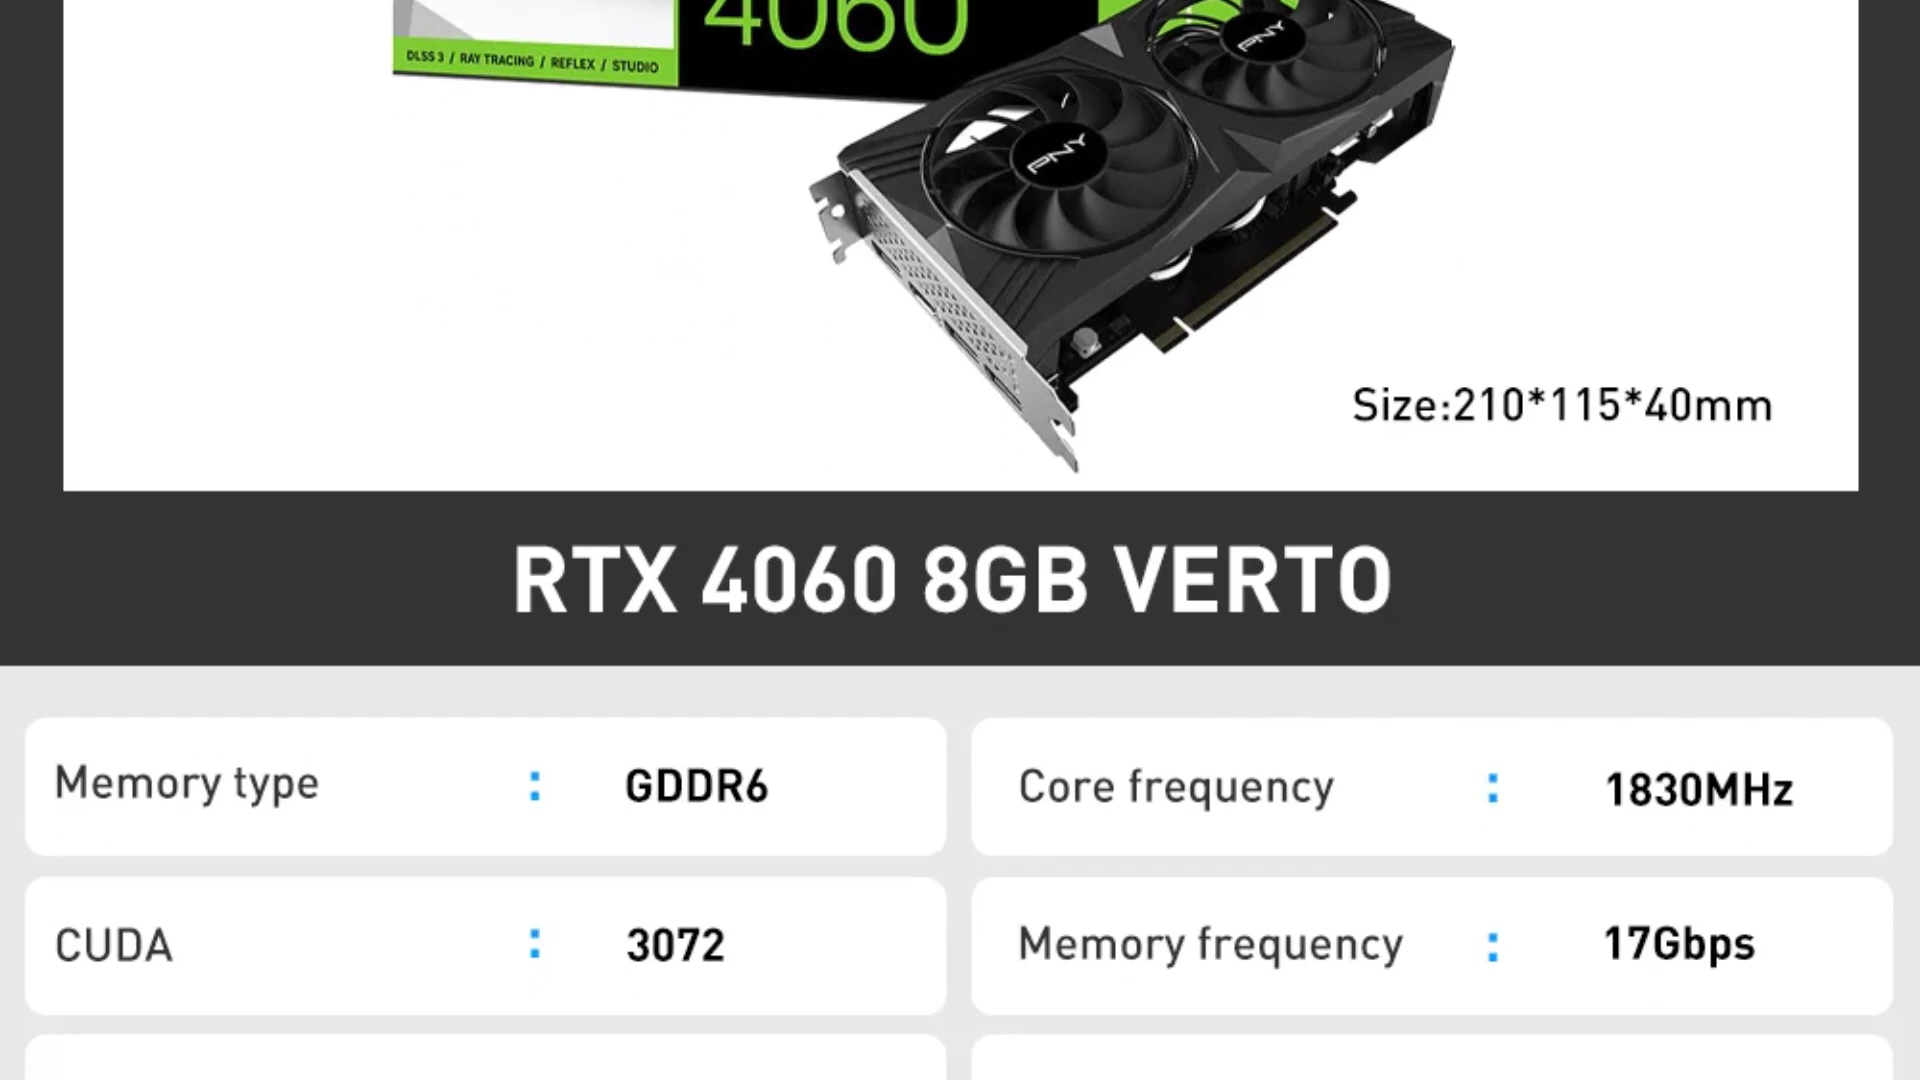 4060
DLSS 3 / RAY TRACING / REFLEX / STUDIO
PNY
PNY
Size:210*115*40mm
RTX 4060 8GB VERTO
Memory type : GDDR6
Core frequency : 1830MHz
CUDA : 3072
Memory frequency : 17Gbps